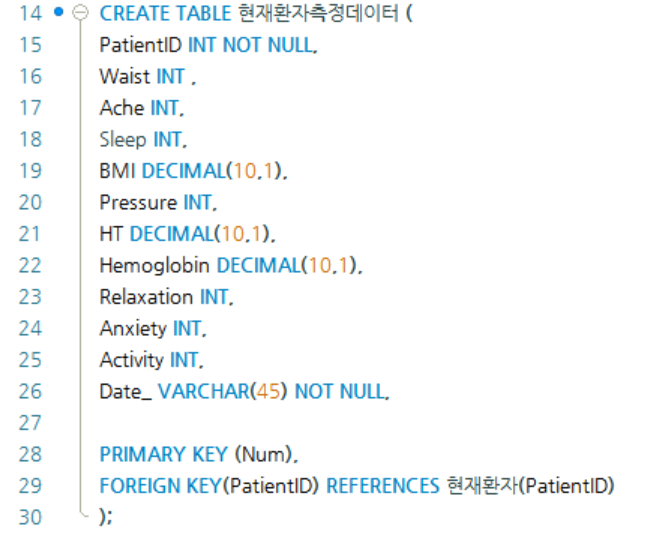 14 CREATE TABLE 현재환자측정데이터 (
15 PatientID INT NOT NULL,
16 Waist INT ,
17 Ache INT,
18 Sleep INT,
19 BMI DECIMAL(10,1),
20 Pressure INT,
21 HT DECIMAL(10,1),
22 Hemoglobin DECIMAL(10,1),
23 Relaxation INT,
24 Anxiety INT,
25 Activity INT,
26 Date_ VARCHAR(45) NOT NULL,
27
28 PRIMARY KEY (Num),
29 FOREIGN KEY(PatientID) REFERENCES 현재환자(PatientID)
30 );